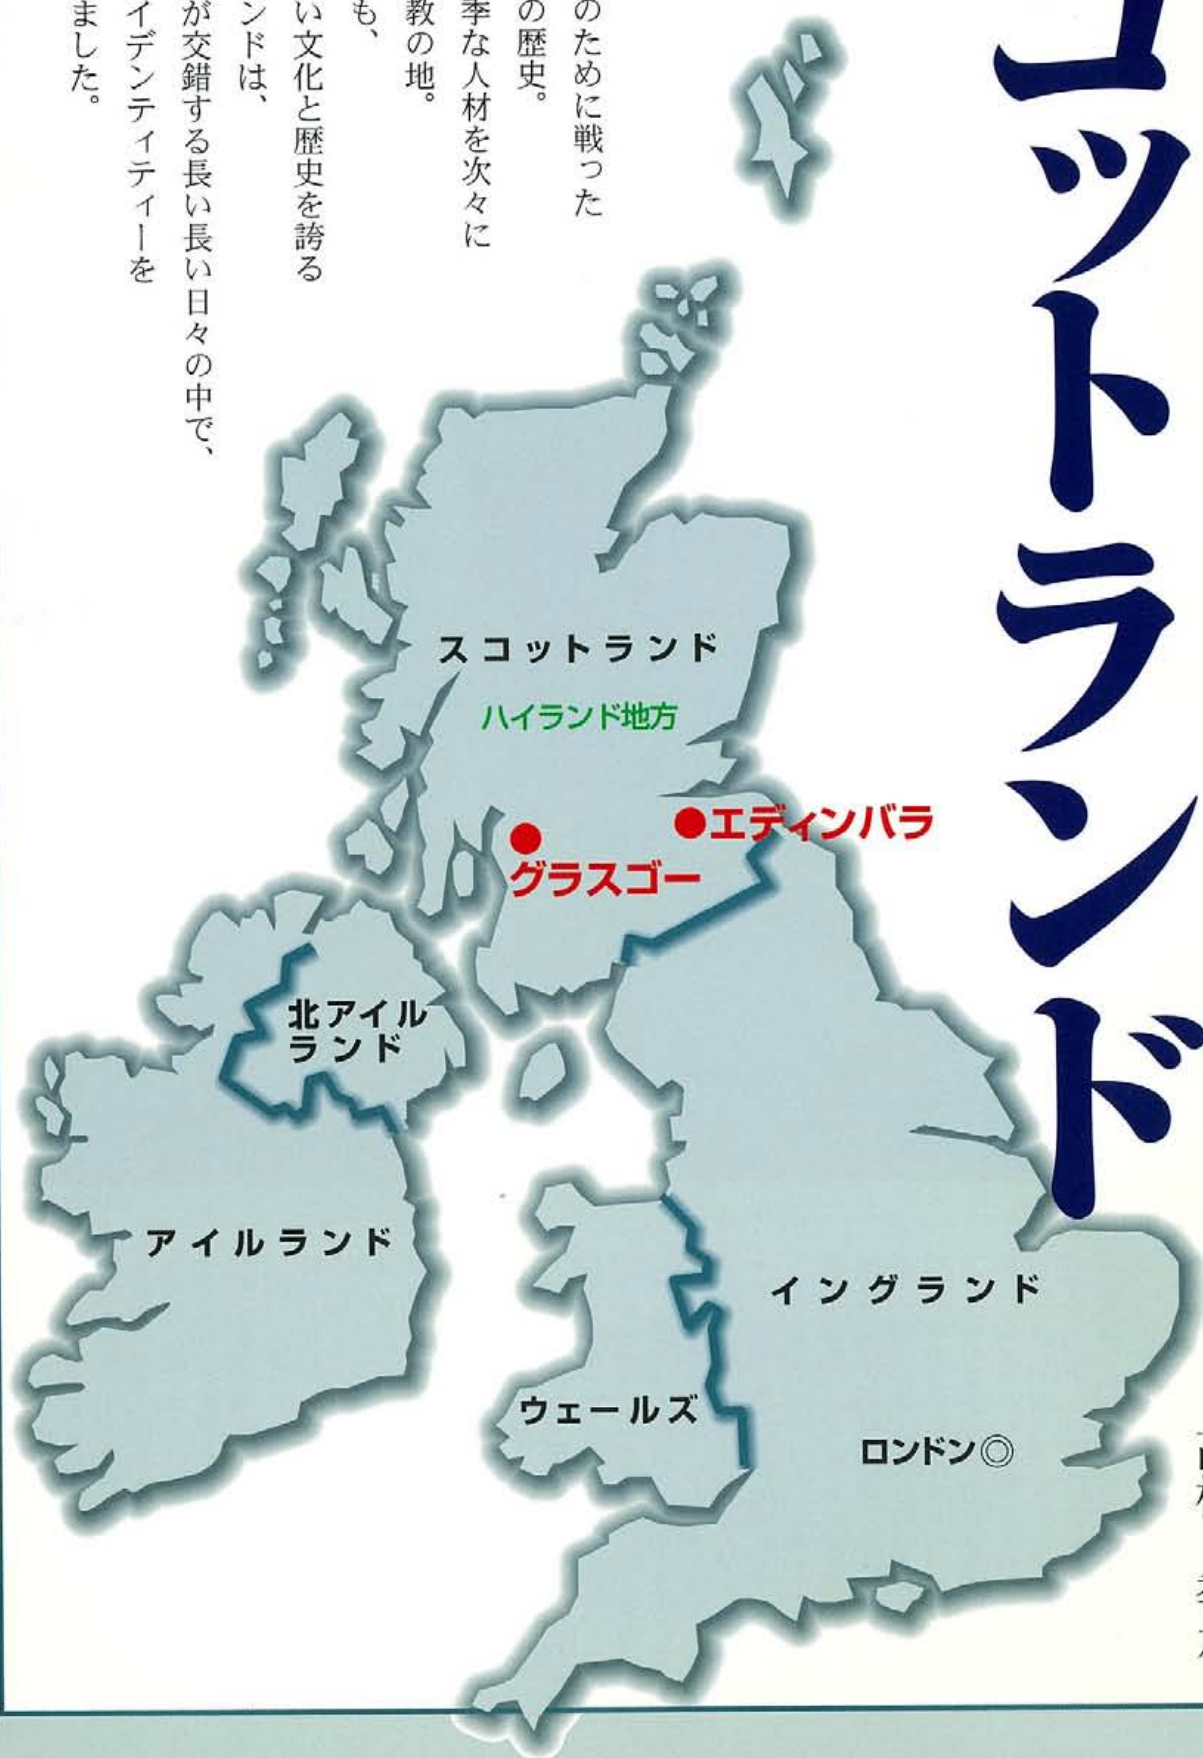 コットランド
のために戦った
の歴史。
季な人材を次々に
教の地。
も、
い文化と歴史を誇る
ンドは、
が交錯する長い長い日々の中で、
イデンティティーを
ました。
スコットランド
ハイランド地方
エディンバラ
グラスゴー
北アイル
ランド
アイルランド
イングランド
ウェールズ
ロンドン◎